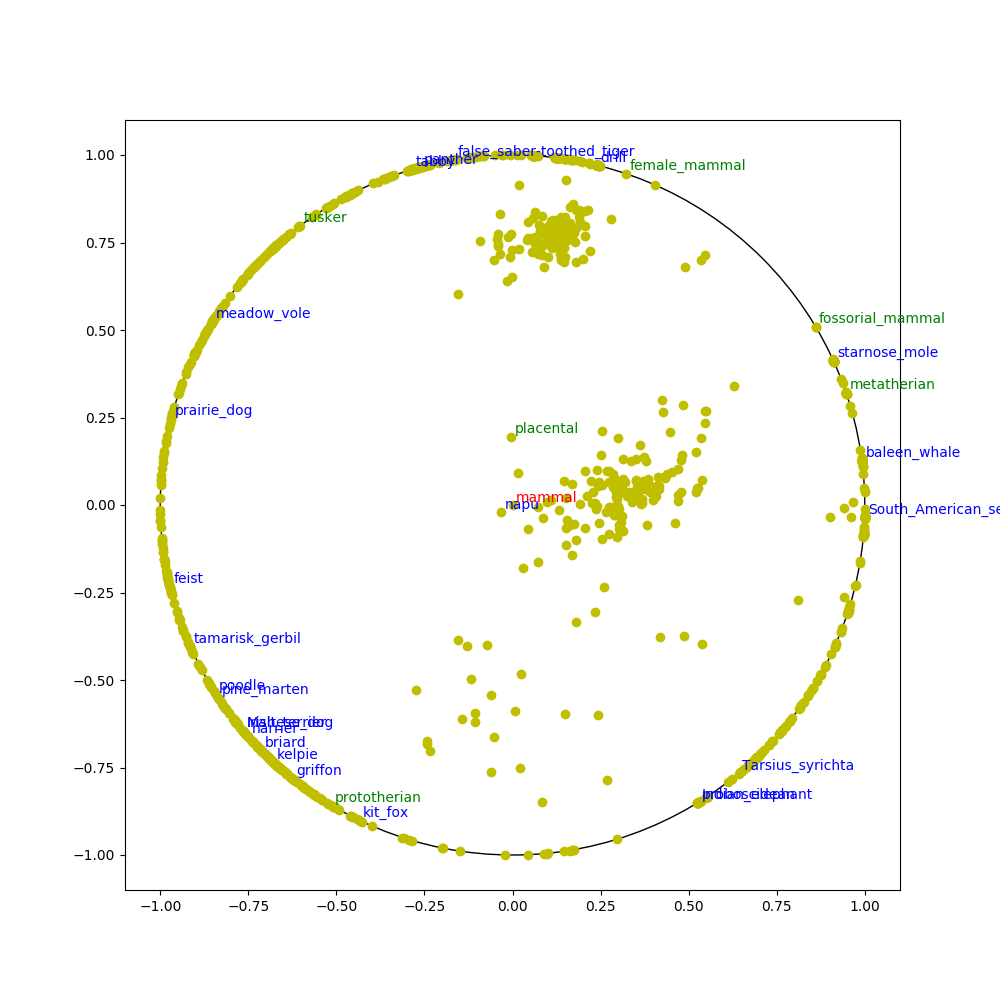 1.00
false_saber-toothed_tiger
drill
panther
tabby
female_mammal
tusker
0.75
meadow_vole
fossorial_mammal
0.50
starnose_mole
metatherian
prairie_dog
0.25
placental
baleen_whale
mammal
napu
0.00
South_American_se
feist
−0.25
tamarisk_gerbil
poodle
pine_marten
−0.50
harrier
briard
kelpie
griffon
−0.75
Tarsius_syrichta
prototherian
kit_fox
−1.00
−1.00 −0.75 −0.50 −0.25 0.00 0.25 0.50 0.75 1.00